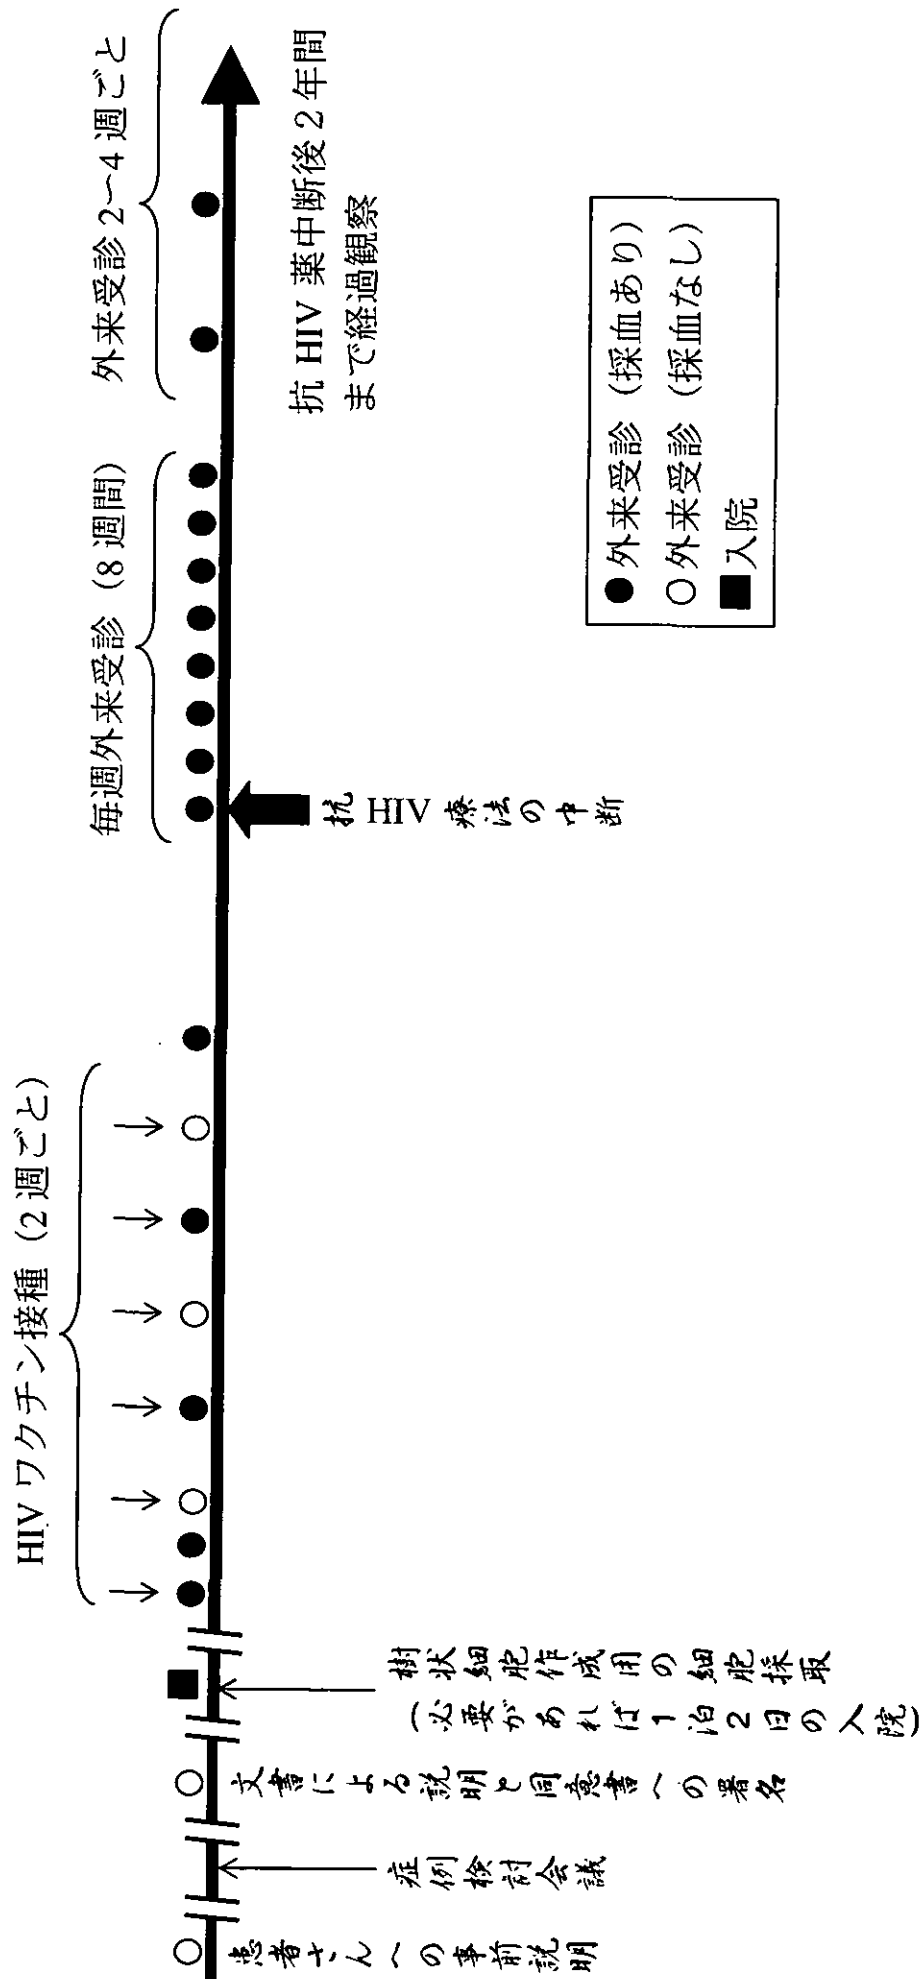 HIV ワクチン接種（2 週ごと）
毎週外来受診（8 週間）
外来受診 2～4 週ごと
患者さんへの事前説明
症例検討会議
文書による説明と同意書への署名
樹状細胞作成用の細胞採取
（必要があれば 1 泊 2 日の入院）
抗 HIV 療法の中断
抗 HIV 薬中断後 2 年間
まで経過観察
●外来受診（採血あり）
○外来受診（採血なし）
■入院